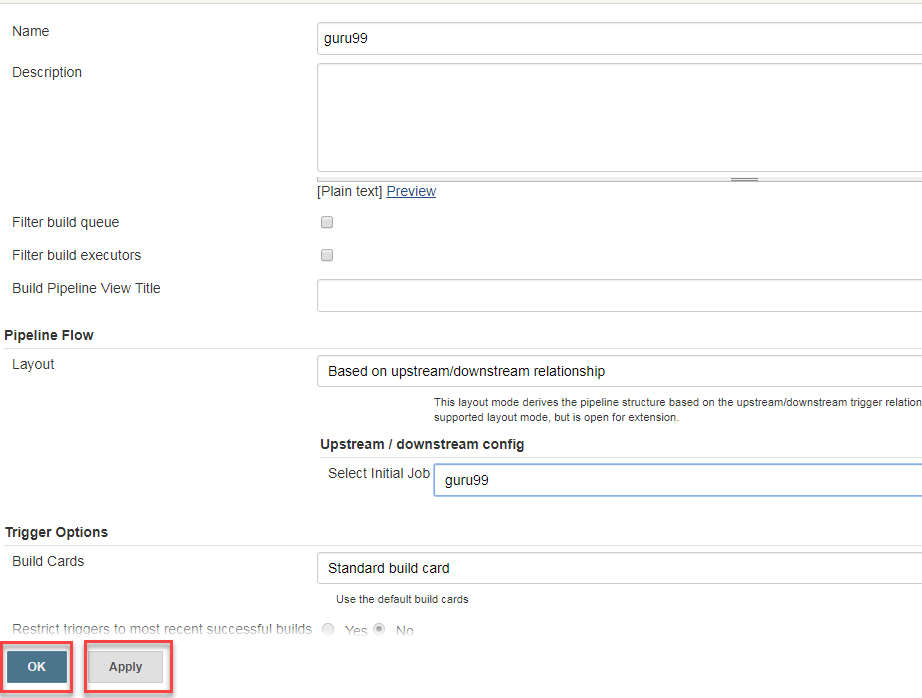 Name
guru99
Description
[Plain text] Preview
Filter build queue
Filter build executors
Build Pipeline View Title
Pipeline Flow
Layout
Based on upstream/downstream relationship
This layout mode derives the pipeline structure based on the upstream/downstream trigger relation
supported layout mode, but is open for extension.
Upstream / downstream config
Select Initial Job
guru99
Trigger Options
Build Cards
Standard build card
Use the default build cards
Restrict triggers to most recent successful builds Yes No
OK Apply